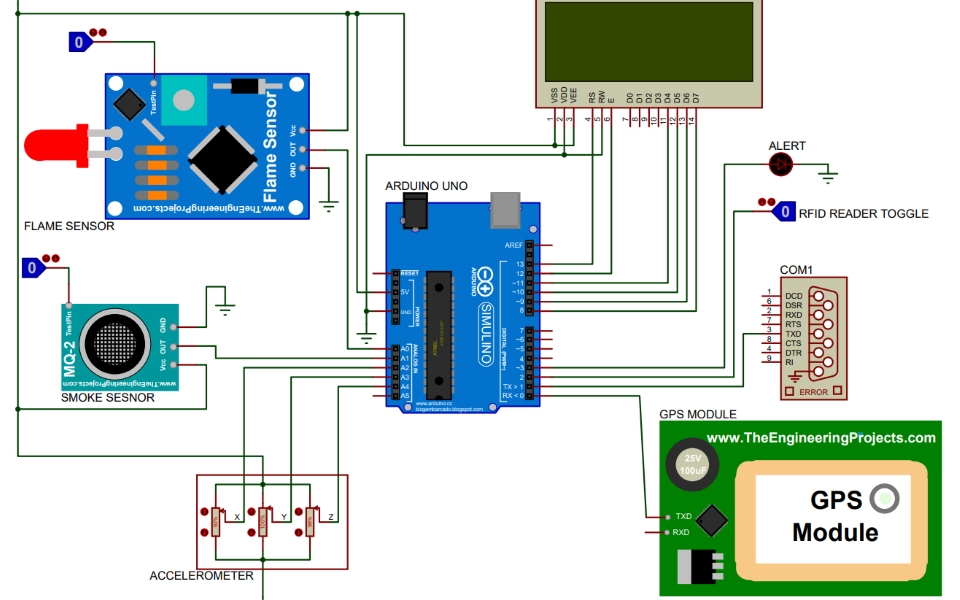 VSS
VDD
VEE
RS
RW
E
D0
D1
D2
D3
D4
D5
D6
D7
1
2
3
4
5
6
7
8
9
10
11
12
13
14
0
TestPin
Vcc
OUT
GND
Flame Sensor
www.TheEngineeringProjects.com
FLAME SENSOR
ALERT
0
RFID READER TOGGLE
ARDUINO UNO
AREF
RESET
5V
GND
POWER
13
12
~11
~10
~9
8
7
~6
~5
4
~3
2
TX > 1
RX < 0
DIGITAL (PWM~)
ARDUINO
SIMULINO
A0
A1
A2
A3
A4
A5
ANALOG IN
www.arduino.cc
blogembarcado.blogspot.com
0
TestPin
MQ-2
GND
OUT
Vcc
www.TheEngineeringProjects.com
SMOKE SESNOR
COM1
1
6
2
7
3
8
4
9
DCD
DSR
RXD
RTS
TXD
CTS
DTR
RI
ERROR
GPS MODULE
www.TheEngineeringProjects.com
25V
100uF
TXD
RXD
GPS
Module
X
Y
Z
ACCELEROMETER